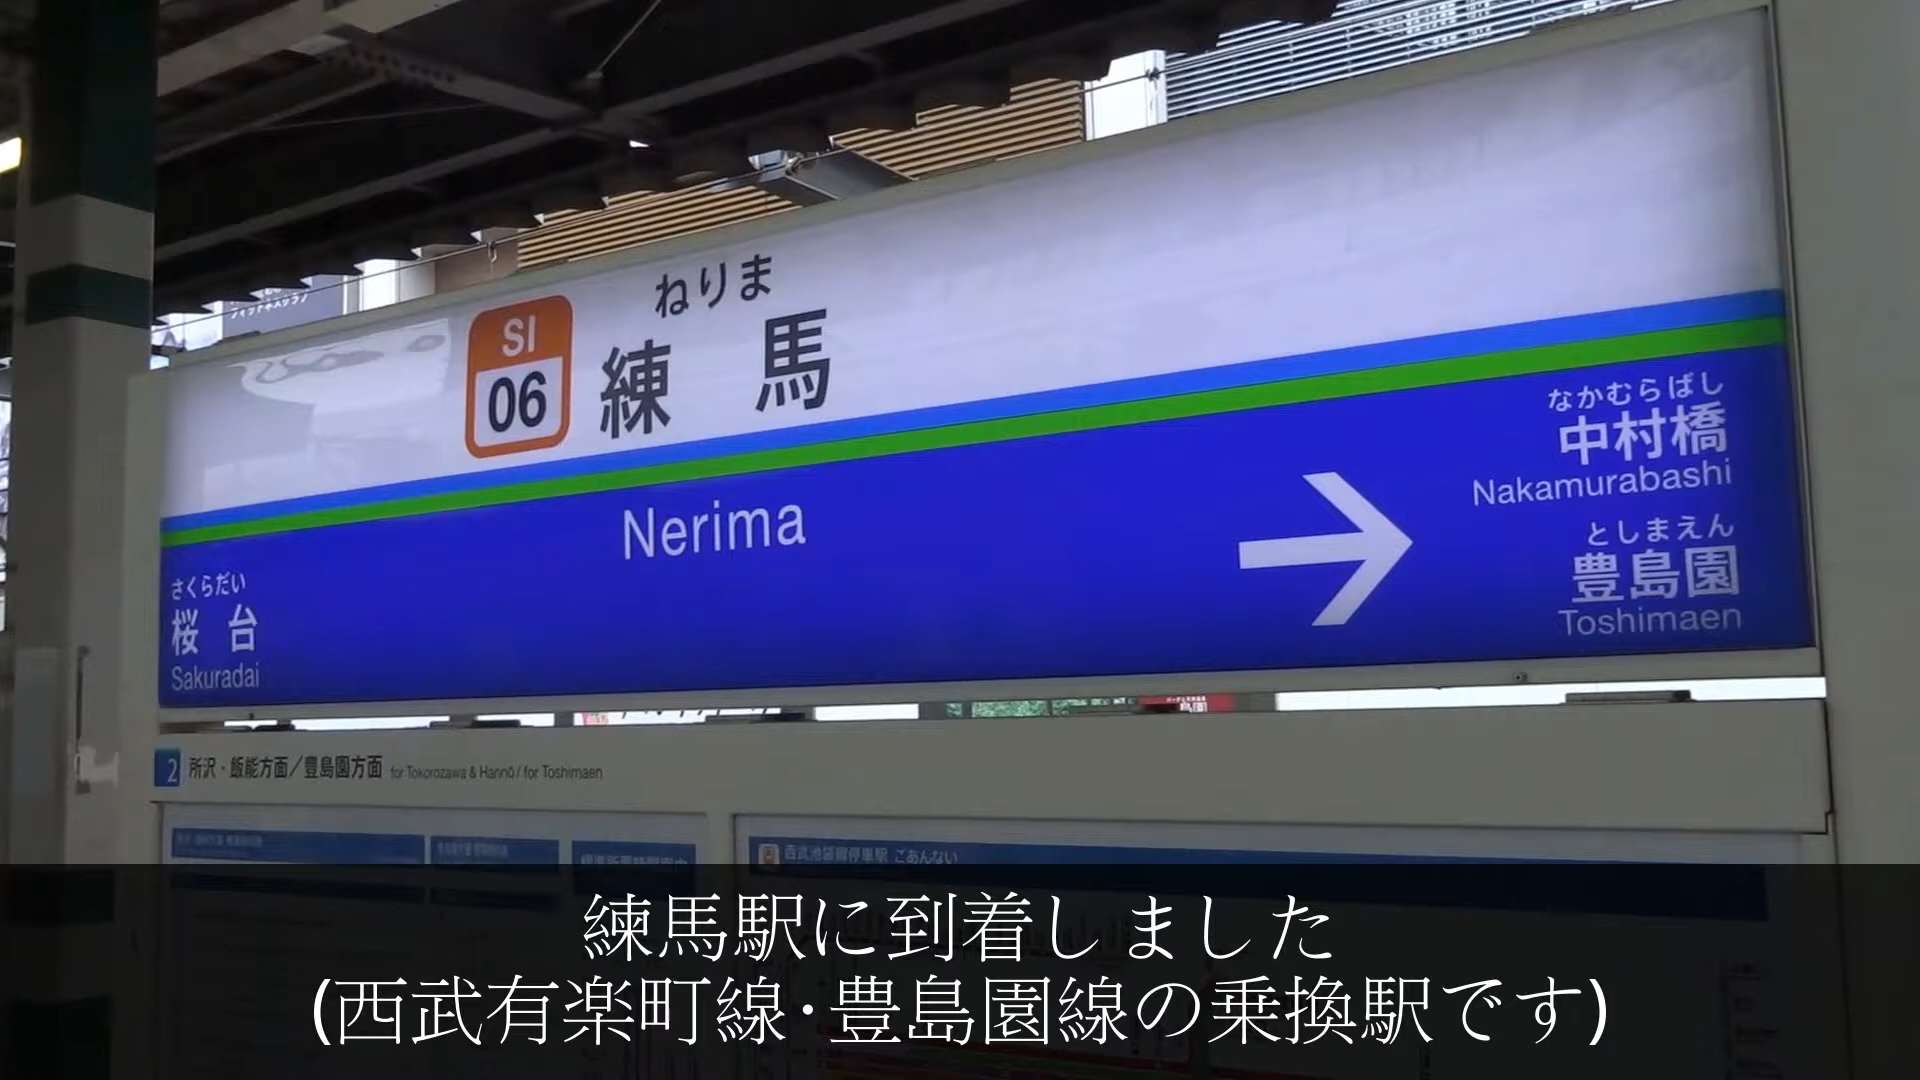 ねりま
SI
06
練馬
Nerima
なかむらばし
中村橋
Nakamurabashi
としまえん
豊島園
Toshimaen
さくらだい
桜台
Sakuradai
2 所沢・飯能方面／豊島園方面 for Tokorozawa & Hannō / for Toshimaen
西武池袋線停車駅 ごあんない
練馬駅に到着しました
(西武有楽町線･豊島園線の乗換駅です)